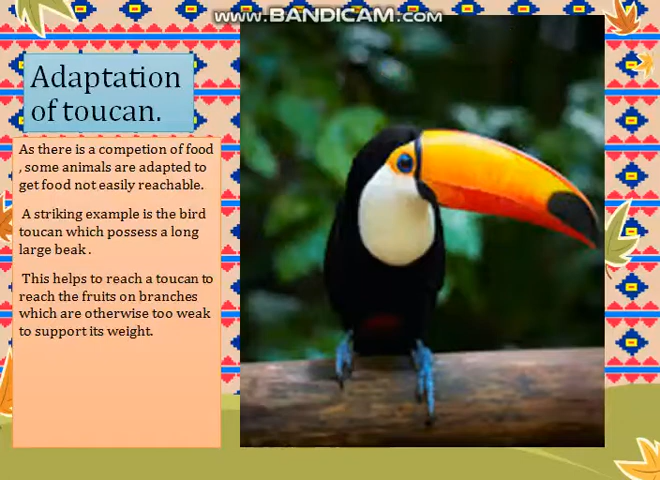 www.BANDICAM.com
Adaptation
of toucan.
As there is a competion of food
, some animals are adapted to
get food not easily reachable.
A striking example is the bird
toucan which possess a long
large beak .
This helps to reach a toucan to
reach the fruits on branches
which are otherwise too weak
to support its weight.